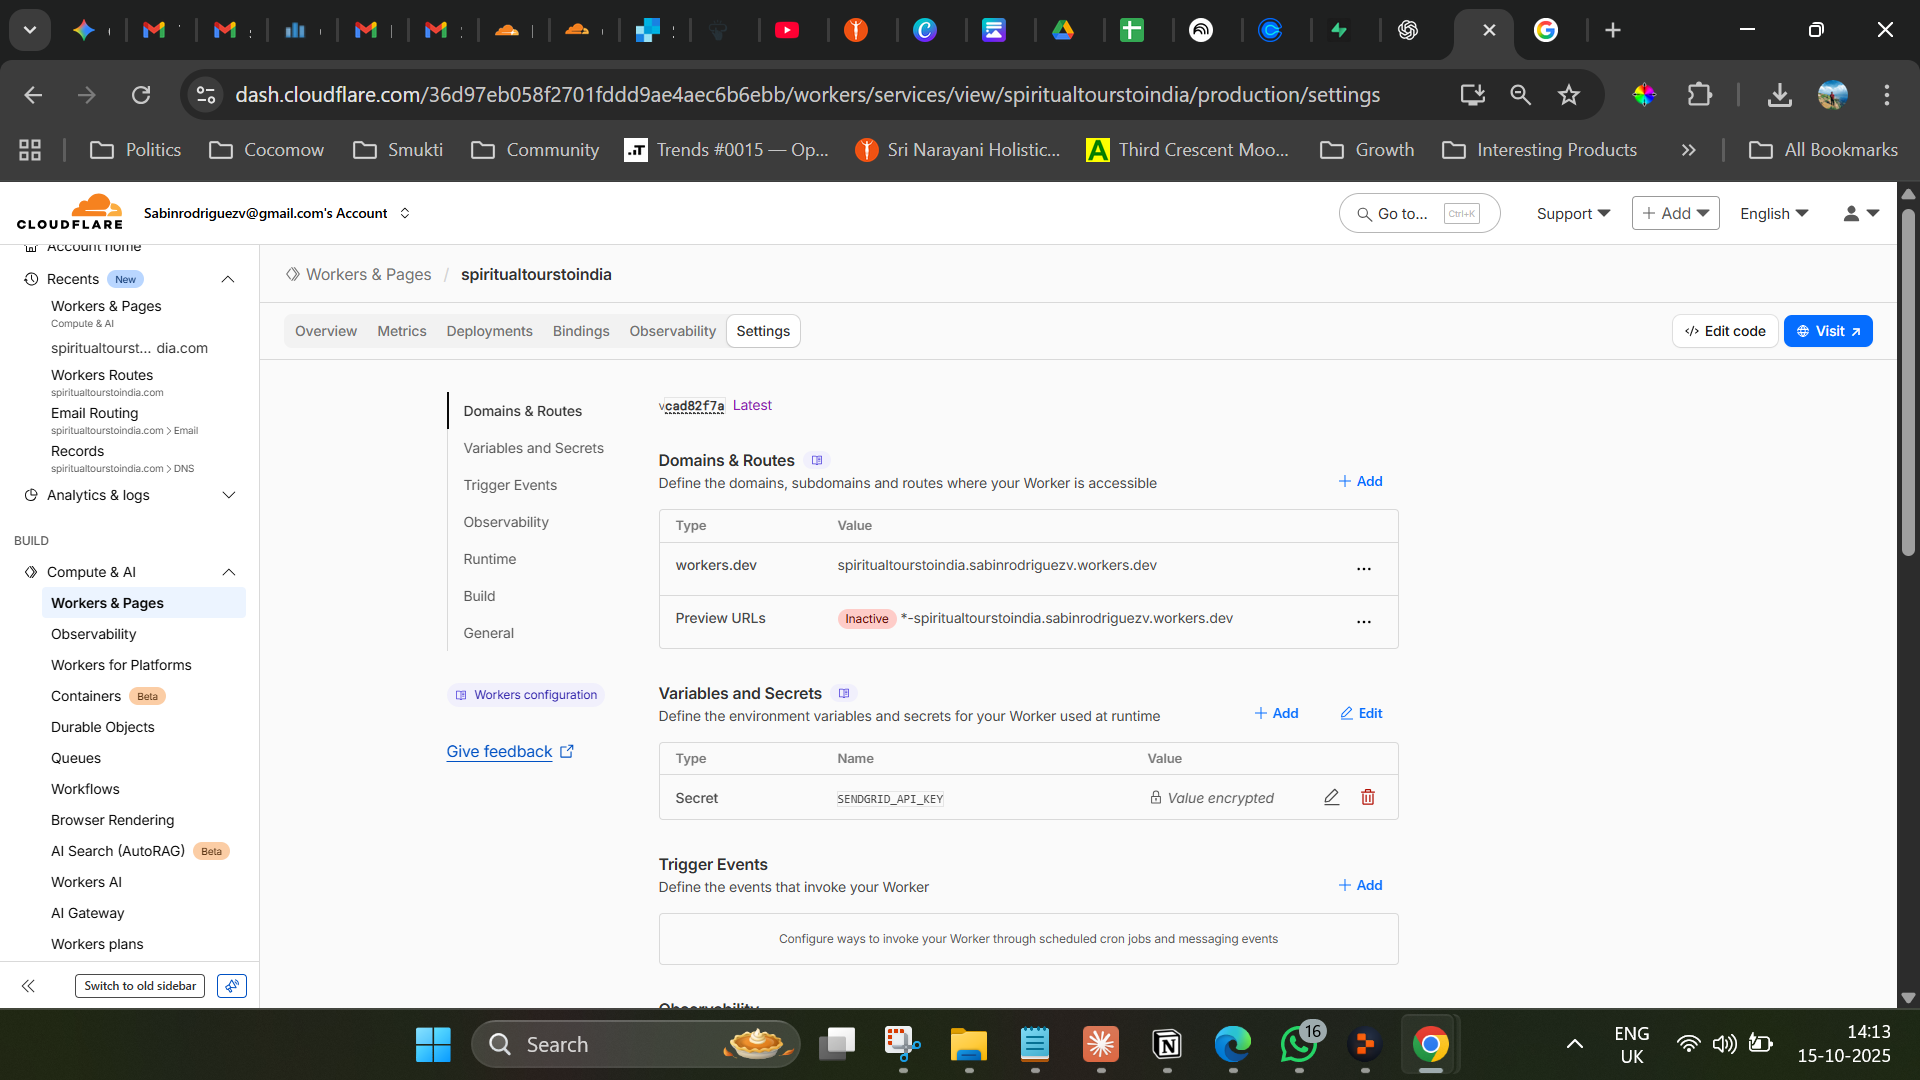 dash.cloudflare.com/36d97eb058f2701fddd9ae4aec6b6ebb/workers/services/view/spiritualtourstoindia/production/settings
Politics
Cocomow
Smukti
Community
Trends #0015 — Op...
Sri Narayani Holistic...
Third Crescent Moo...
Growth
Interesting Products
All Bookmarks
CLOUDFLARE
Sabinrodriguezv@gmail.com's Account
Go to...
Ctrl+K
Support
Add
English
Account home
Recents New
Workers & Pages
Compute & AI
spiritualtourst... dia.com
Workers Routes
spiritualtourstoindia.com
Email Routing
spiritualtourstoindia.com > Email
Records
spiritualtourstoindia.com > DNS
Analytics & logs
BUILD
Compute & AI
Workers & Pages
Observability
Workers for Platforms
Containers Beta
Durable Objects
Queues
Workflows
Browser Rendering
AI Search (AutoRAG) Beta
Workers AI
AI Gateway
Workers plans
Switch to old sidebar
Workers & Pages / spiritualtourstoindia
Overview
Metrics
Deployments
Bindings
Observability
Settings
</> Edit code
Visit
Domains & Routes
Variables and Secrets
Trigger Events
Observability
Runtime
Build
General
Workers configuration
Give feedback
vcad82f7a Latest
Domains & Routes
Define the domains, subdomains and routes where your Worker is accessible
+ Add
Type Value
workers.dev spiritualtourstoindia.sabinrodriguezv.workers.dev ...
Preview URLs Inactive *-spiritualtourstoindia.sabinrodriguezv.workers.dev ...
Variables and Secrets
Define the environment variables and secrets for your Worker used at runtime
+ Add
Edit
Type Name Value
Secret SENDGRID_API_KEY Value encrypted
Trigger Events
Define the events that invoke your Worker
+ Add
Configure ways to invoke your Worker through scheduled cron jobs and messaging events
Observability
Search
16
ENG
UK
14:13
15-10-2025